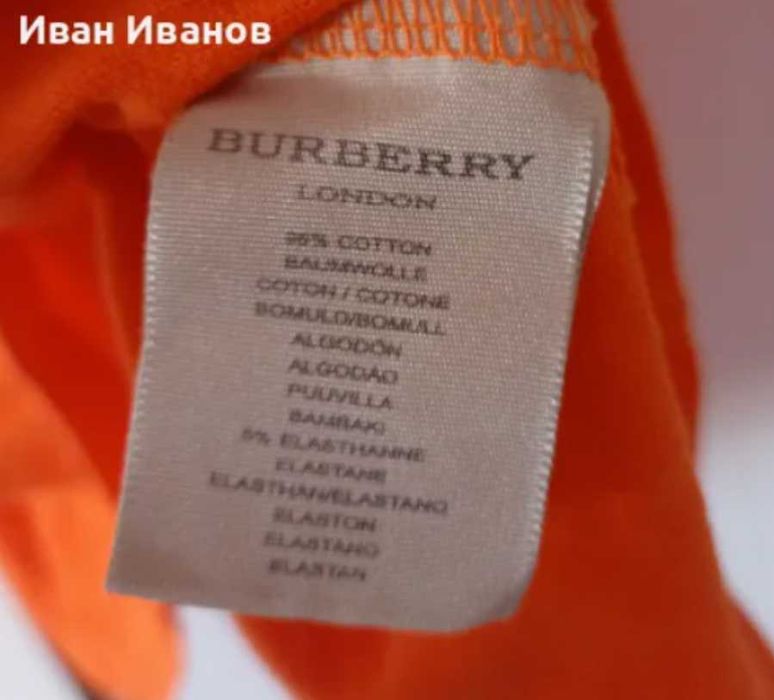 Иван Иванов
BURBERRY
LONDON
COTTON
BAUMWOLLE
COTON / COTONE
BOMULD/BOMULL
ALGODÓN
ALGODÃO
PUUVILLA
BAMBAKI
5% ELASTHANNE
ELASTANE
ELASTHAN/ELASTANO
ELASTON
ELASTANO
ELASTAN